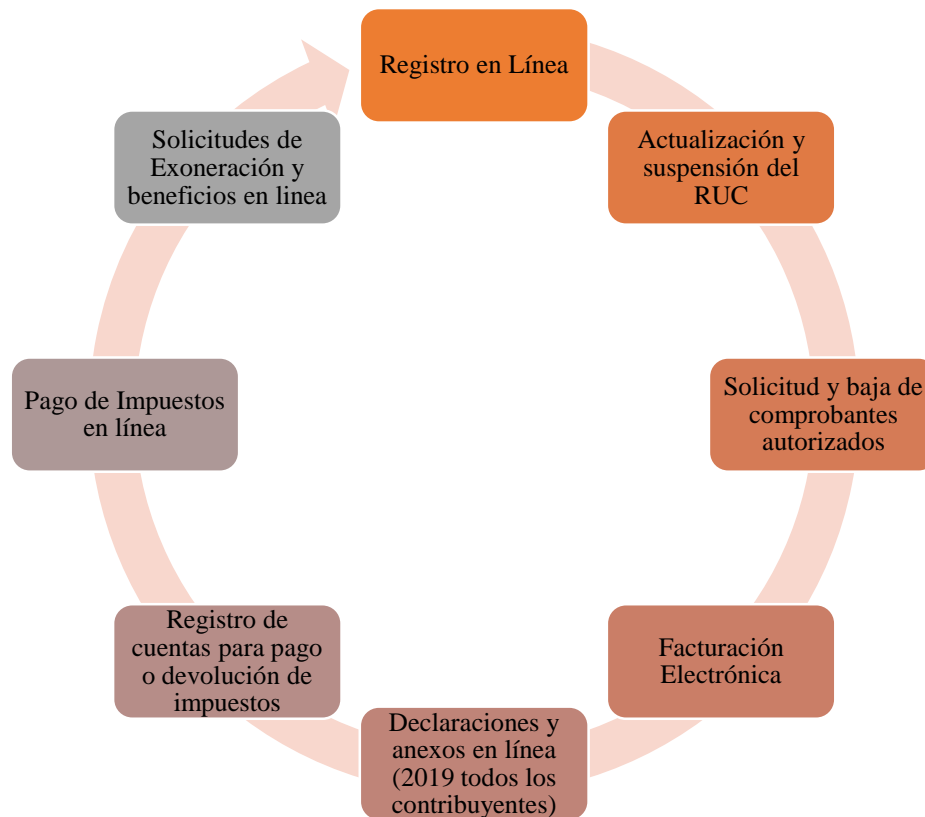 Registro en Línea
Actualización y
suspensión del
RUC
Solicitud y baja de
comprobantes
autorizados
Facturación
Electrónica
Declaraciones y
anexos en línea
(2019 todos los
contribuyentes)
Registro de
cuentas para pago
o devolución de
impuestos
Pago de Impuestos
en línea
Solicitudes de
Exoneración y
beneficios en linea